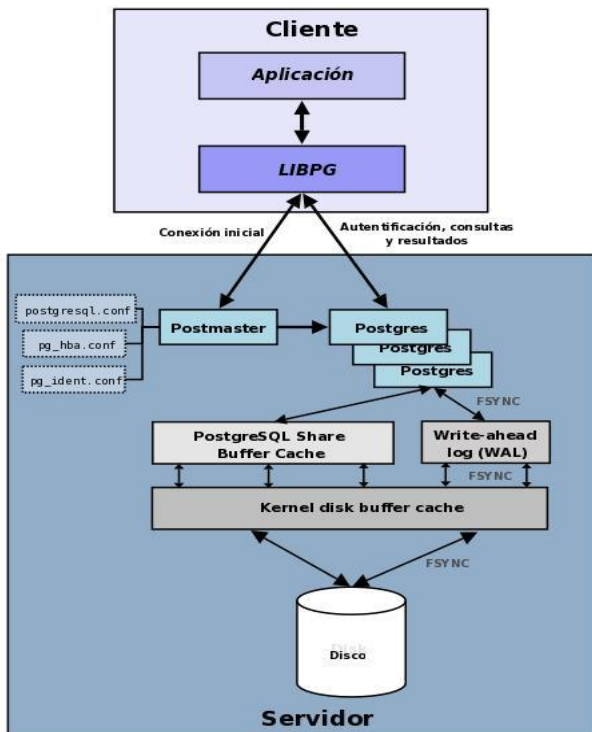 Cliente
Aplicación
LIBPG
Conexión inicial
Autentificación, consultas
y resultados
postgresql.conf
pg_hba.conf
pg_ident.conf
Postmaster
Postgres
Postgres
Postgres
FSYNC
PostgreSQL Share
Buffer Cache
Write-ahead
log (WAL)
FSYNC
Kernel disk buffer cache
FSYNC
Disk
Disco
Servidor